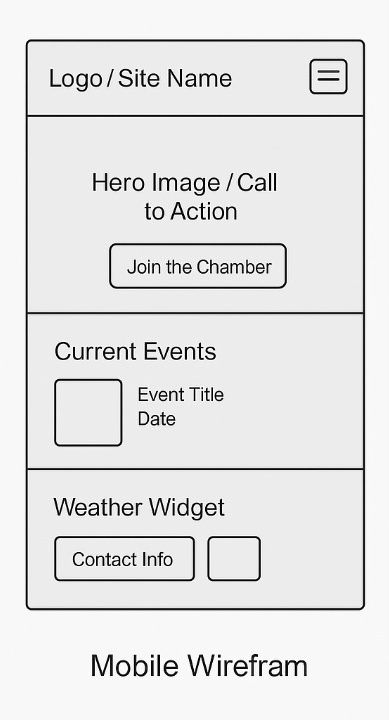 Logo / Site Name
Hero Image / Call
to Action
Join the Chamber
Current Events
Event Title
Date
Weather Widget
Contact Info
Mobile Wirefram